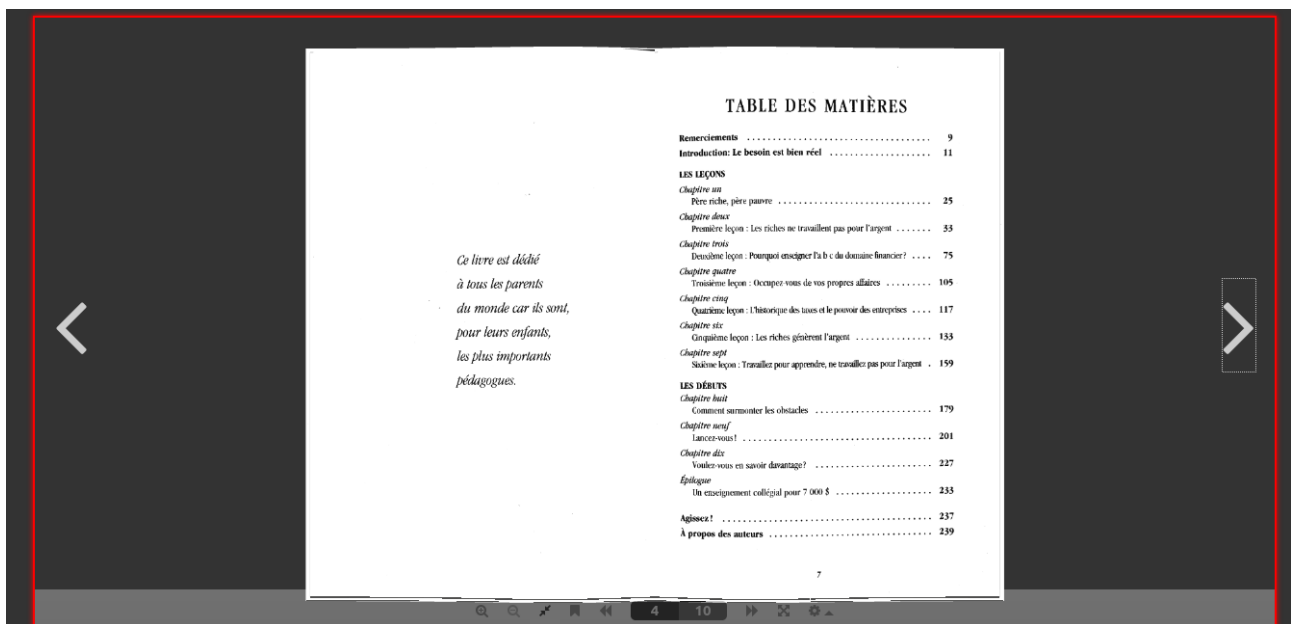 Ce livre est dédié
à tous les parents
du monde car ils sont,
pour leurs enfants,
les plus importants
pédagogues.
TABLE DES MATIÈRES
Remerciements ................................... 9
Introduction: Le besoin est bien réel .................... 11
LES LEÇONS
Chapitre un
Père riche, père pauvre .............................. 25
Chapitre deux
Première leçon : Les riches ne travaillent pas pour l'argent ....... 33
Chapitre trois
Deuxième leçon : Pourquoi enseigner l'a b c du domaine financier? .... 75
Chapitre quatre
Troisième leçon : Occupez-vous de vos propres affaires ......... 105
Chapitre cinq
Quatrième leçon : L'historique des taxes et le pouvoir des entreprises .... 117
Chapitre six
Cinquième leçon : Les riches génèrent l'argent ............... 133
Chapitre sept
Sixième leçon : Travaillez pour apprendre, ne travaillez pas pour l'argent . 159
LES DÉBUTS
Chapitre huit
Comment surmonter les obstacles ....................... 179
Chapitre neuf
Lancez-vous! ..................................... 201
Chapitre dix
Voulez-vous en savoir davantage? ....................... 227
Épilogue
Un enseignement collégial pour 7 000 $ ................... 233
Agissez! ........................................ 237
À propos des auteurs ............................... 239
7
4 10